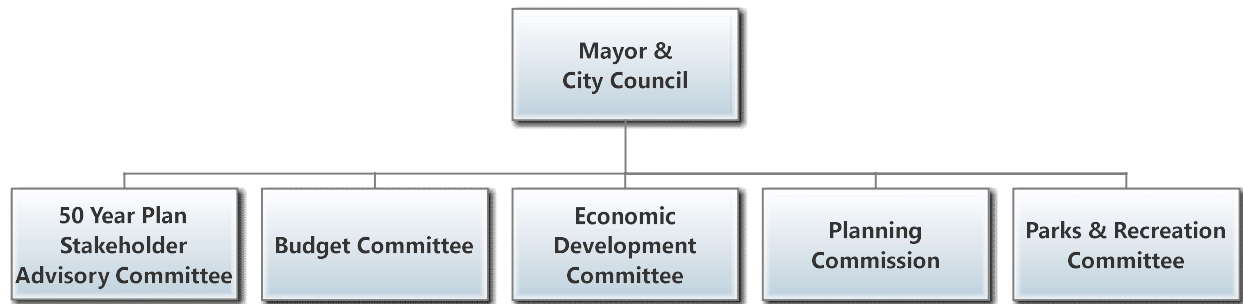 Mayor &
City Council
50 Year Plan
Stakeholder
Advisory Committee
Budget Committee
Economic
Development
Committee
Planning
Commission
Parks & Recreation
Committee